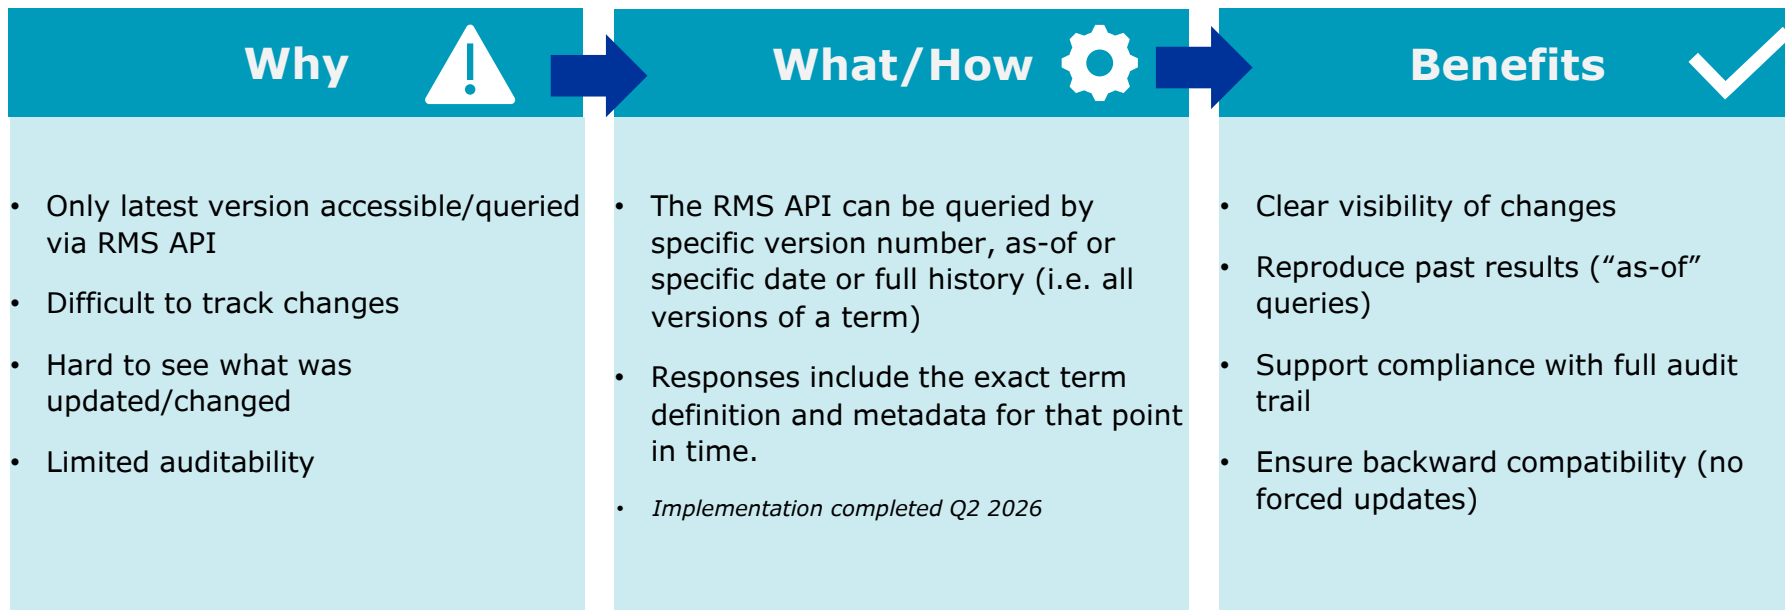 Why
• Only latest version accessible/queried
via RMS API
• Difficult to track changes
• Hard to see what was
updated/changed
• Limited auditability
What/How
• The RMS API can be queried by
specific version number, as-of or
specific date or full history (i.e. all
versions of a term)
• Responses include the exact term
definition and metadata for that point
in time.
• Implementation completed Q2 2026
Benefits
• Clear visibility of changes
• Reproduce past results (“as-of”
queries)
• Support compliance with full audit
trail
• Ensure backward compatibility (no
forced updates)